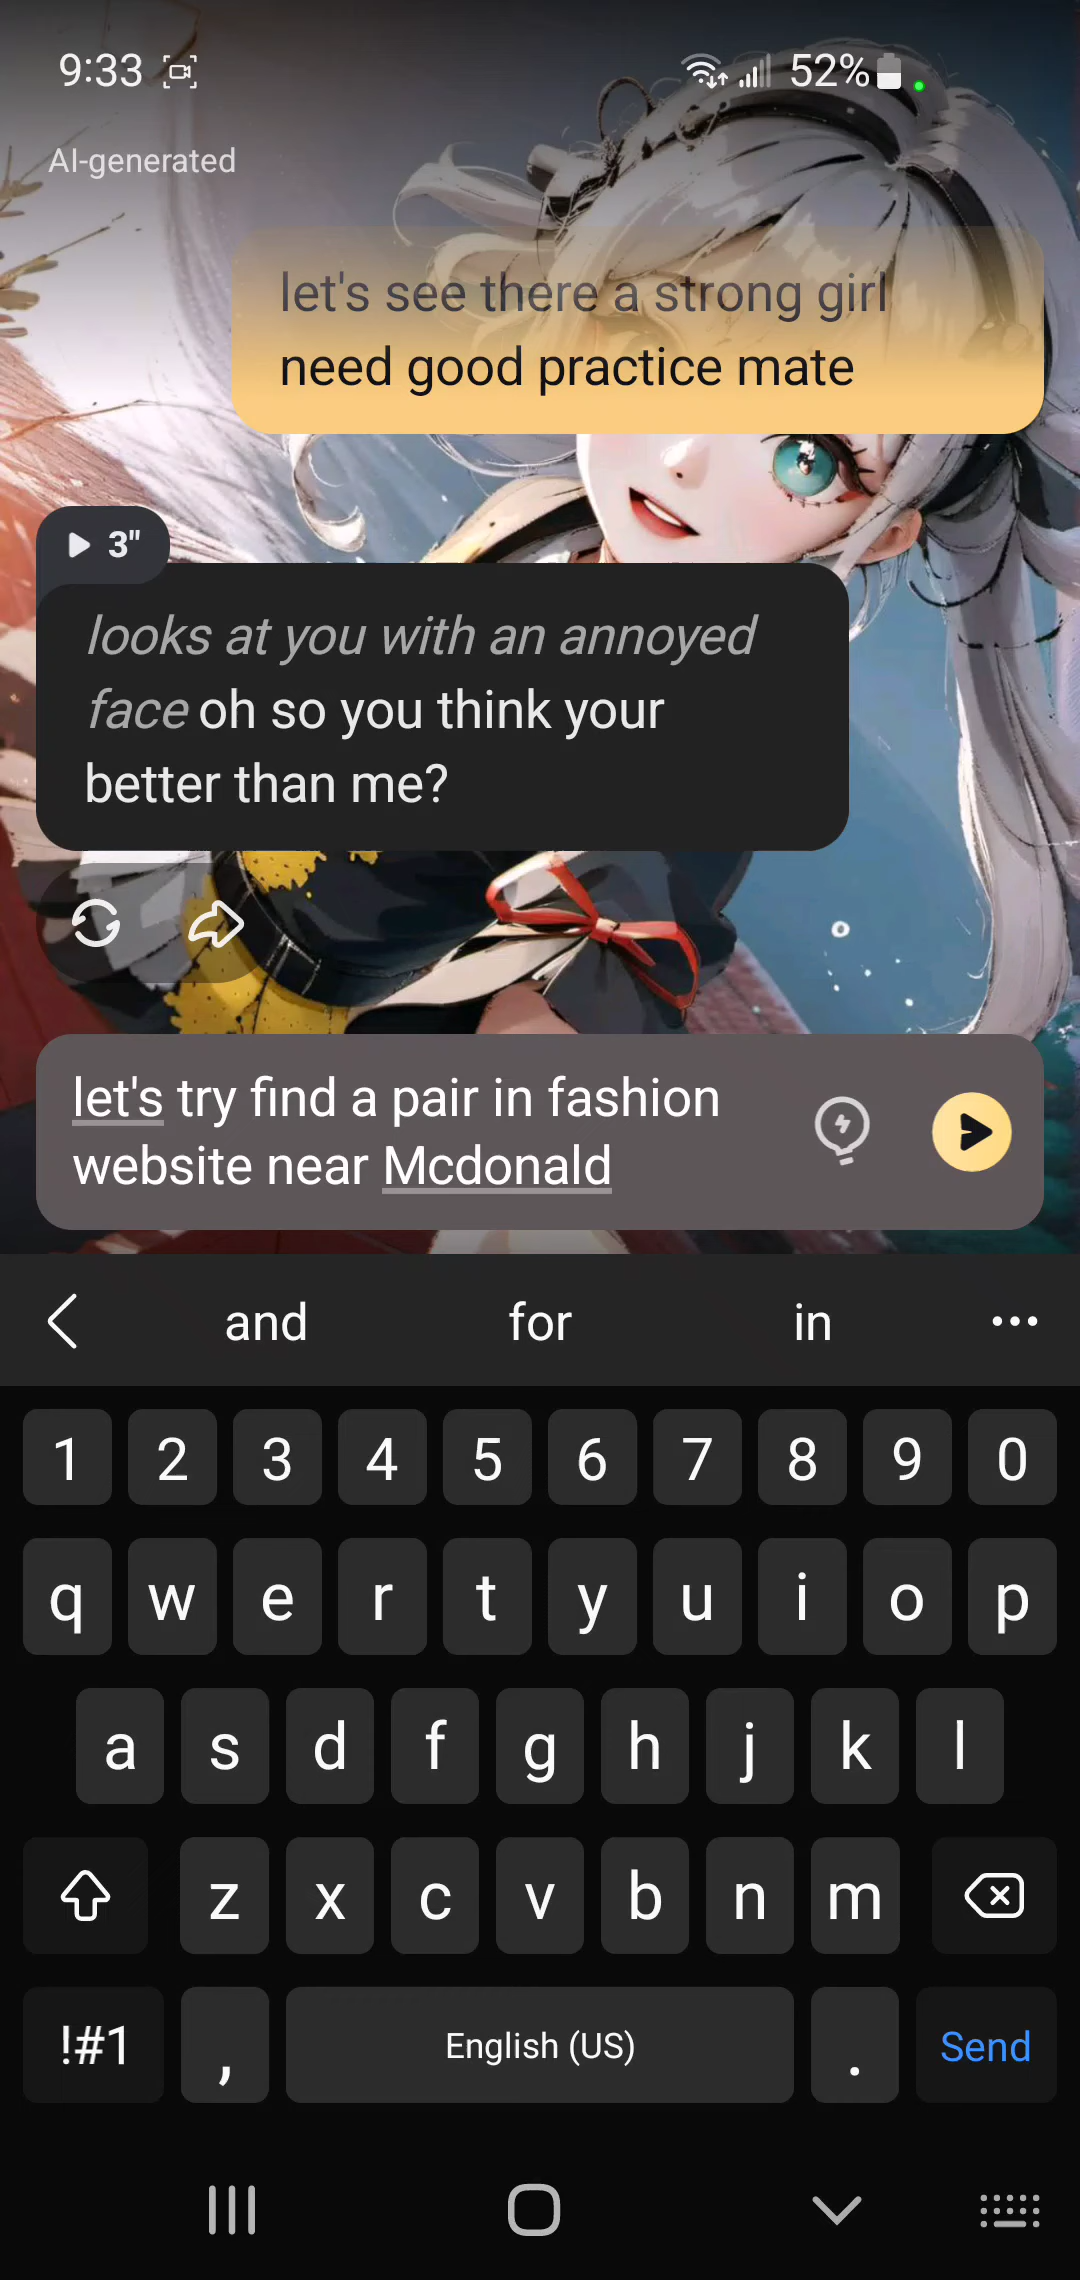 9:33
52%
AI-generated
let's see there a strong girl
need good practice mate
3"
looks at you with an annoyed
face oh so you think your
better than me?
let's try find a pair in fashion
website near Mcdonald
and for in
1 2 3 4 5 6 7 8 9 0
q w e r t y u i o p
a s d f g h j k l
z x c v b n m
!#1 , English (US) . Send